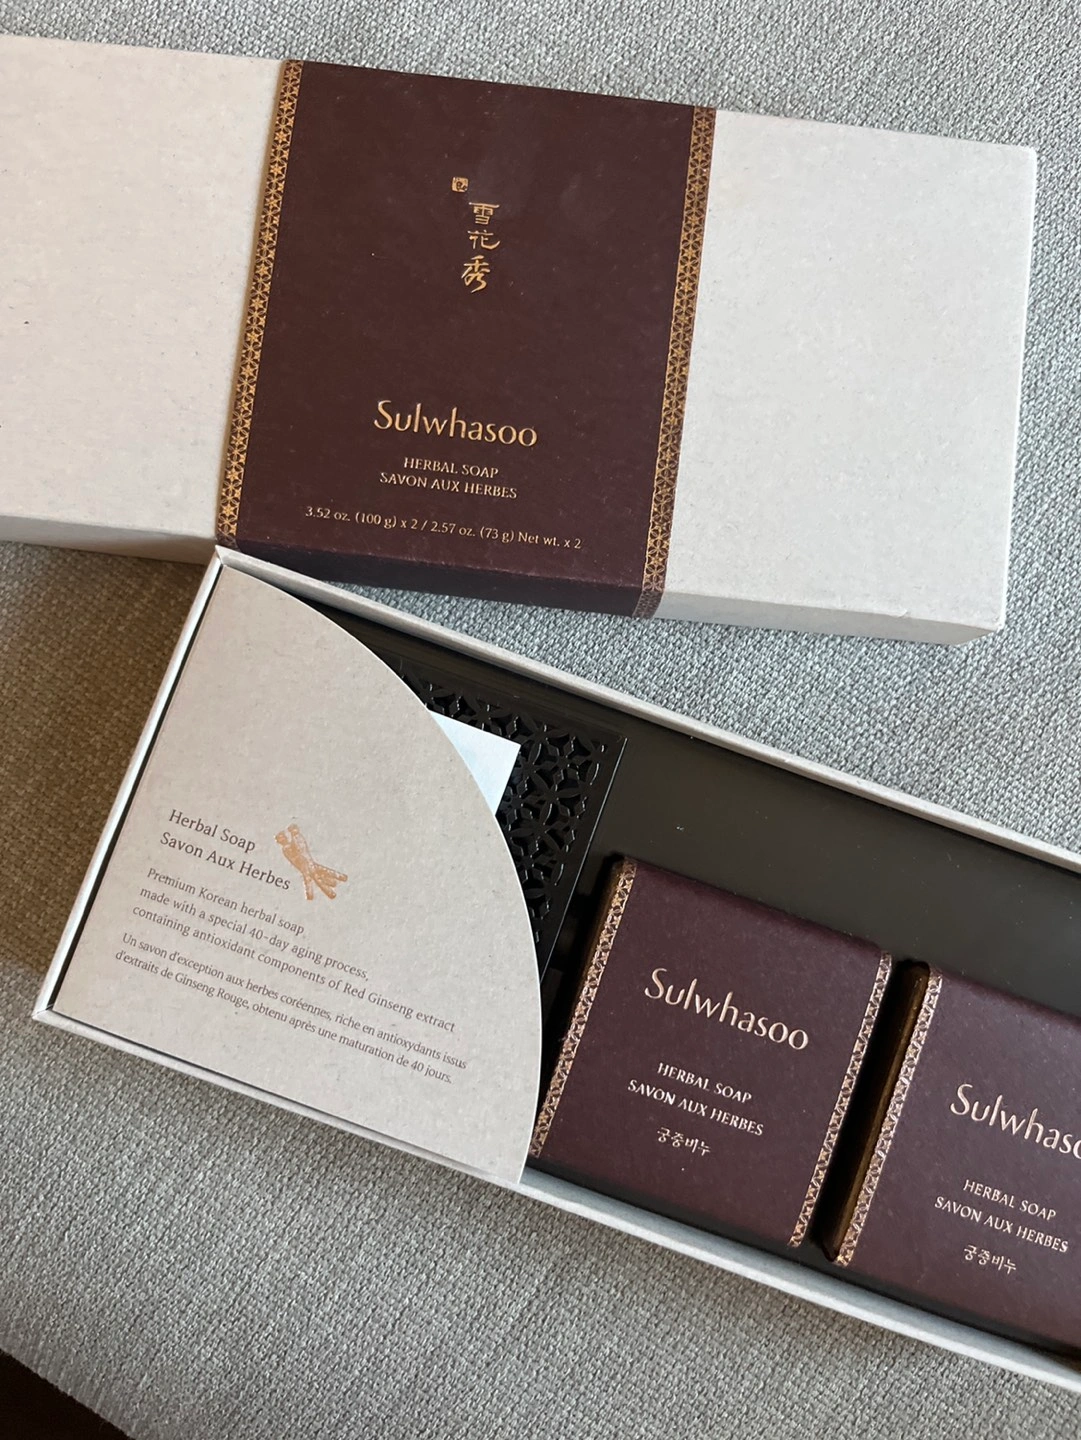 雪
花
秀
Sulwhasoo
HERBAL SOAP
SAVON AUX HERBES
3.52 oz. (100 g) x 2 / 2.57 oz. (73 g) Net wt. x 2
Herbal Soap
Savon Aux Herbes
Premium Korean herbal soap
made with a special 40-day aging process,
containing antioxidant components of Red Ginseng extract
Un savon d'exception aux herbes coréennes, riche en antioxydants issus
d'extraits de Ginseng Rouge, obtenu après une maturation de 40 jours.
Sulwhasoo
HERBAL SOAP
SAVON AUX HERBES
궁중비누
Sulwhaso
HERBAL SOAP
SAVON AUX HERBES
궁중비누